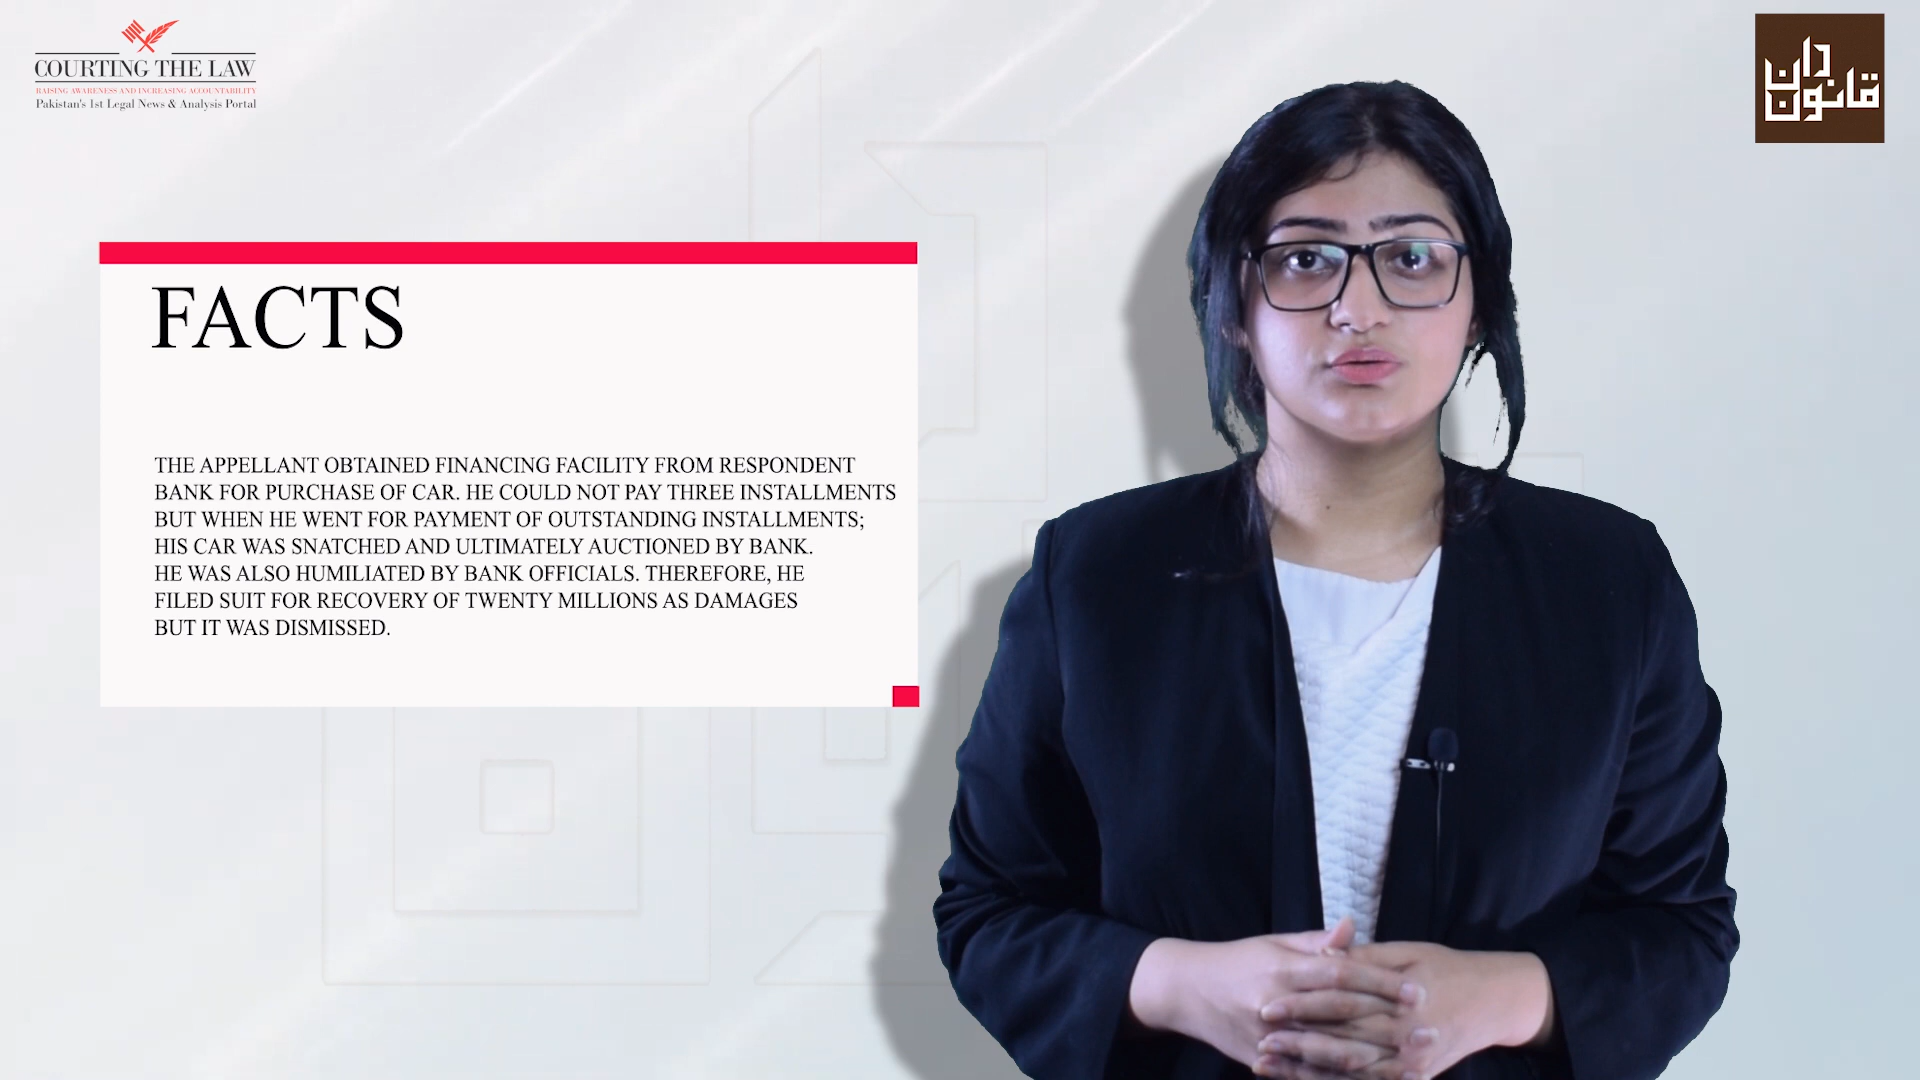 COURTING THE LAW
RAISING AWARENESS AND INCREASING ACCOUNTABILITY
Pakistan's 1st Legal News & Analysis Portal
قانون دان
FACTS
THE APPELLANT OBTAINED FINANCING FACILITY FROM RESPONDENT
BANK FOR PURCHASE OF CAR. HE COULD NOT PAY THREE INSTALLMENTS
BUT WHEN HE WENT FOR PAYMENT OF OUTSTANDING INSTALLMENTS;
HIS CAR WAS SNATCHED AND ULTIMATELY AUCTIONED BY BANK.
HE WAS ALSO HUMILIATED BY BANK OFFICIALS. THEREFORE, HE
FILED SUIT FOR RECOVERY OF TWENTY MILLIONS AS DAMAGES
BUT IT WAS DISMISSED.